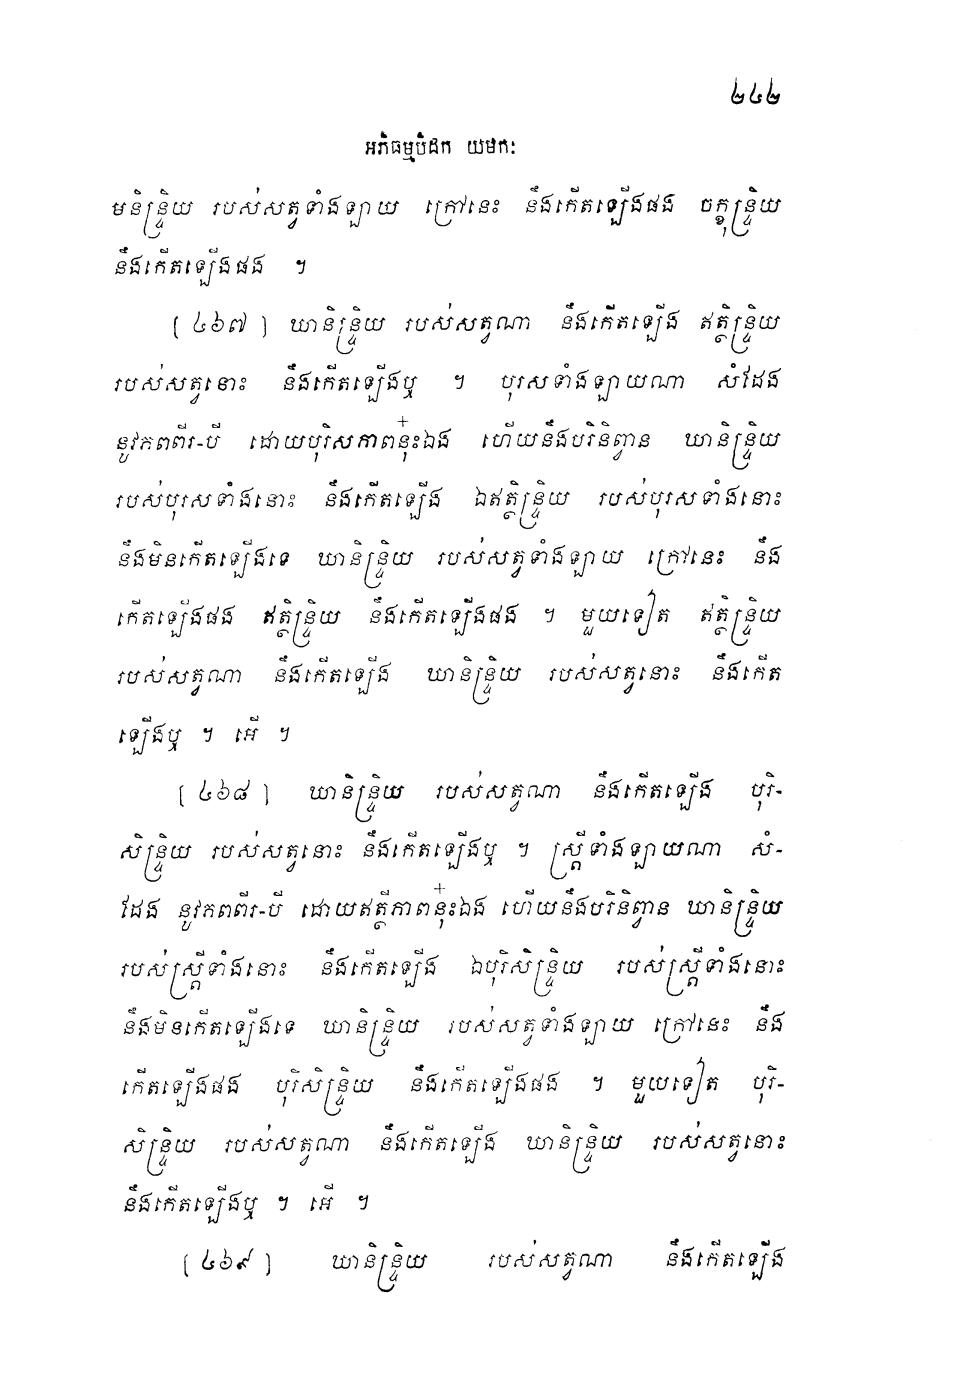 ២៤២
អភិធម្មបិដក យមកៈ
មនិន្ទ្រិយ របស់សត្វទាំងឡាយ ក្រៅនេះ នឹងកើតឡើងផង ចក្ខុន្ទ្រិយ
នឹងកើតឡើងផង ។
[ ៤៦៧ ] ឃានិន្ទ្រិយ របស់សត្វណា នឹងកើតឡើង ឥត្ថិន្ទ្រិយ
របស់សត្វនោះ នឹងកើតឡើងឬ ។ បុរសទាំងឡាយណា សំដែង
នូវភពពីរ-បី ដោយបុរិសភាពនុ៎ះឯង ហើយនឹងបរិនិព្វាន ឃានិន្ទ្រិយ
របស់បុរសទាំងនោះ នឹងកើតឡើង ឯឥត្ថិន្ទ្រិយ របស់បុរសទាំងនោះ
នឹងមិនកើតឡើងទេ ឃានិន្ទ្រិយ របស់សត្វទាំងឡាយ ក្រៅនេះ នឹង
កើតឡើងផង ឥត្ថិន្ទ្រិយ នឹងកើតឡើងផង ។ មួយទៀត ឥត្ថិន្ទ្រិយ
របស់សត្វណា នឹងកើតឡើង ឃានិន្ទ្រិយ របស់សត្វនោះ នឹងកើត
ឡើងឬ ។ អើ ។
[ ៤៦៨ ] ឃានិន្ទ្រិយ របស់សត្វណា នឹងកើតឡើង បុរិ-
សិន្ទ្រិយ របស់សត្វនោះ នឹងកើតឡើងឬ ។ ស្ត្រីទាំងឡាយណា សំ-
ដែង នូវភពពីរ-បី ដោយឥត្ថីភាពនុ៎ះឯង ហើយនឹងបរិនិព្វាន ឃានិន្ទ្រិយ
របស់ស្ត្រីទាំងនោះ នឹងកើតឡើង ឯបុរិសិន្ទ្រិយ របស់ស្ត្រីទាំងនោះ
នឹងមិនកើតឡើងទេ ឃានិន្ទ្រិយ របស់សត្វទាំងឡាយ ក្រៅនេះ នឹង
កើតឡើងផង បុរិសិន្ទ្រិយ នឹងកើតឡើងផង ។ មួយទៀត បុរិ-
សិន្ទ្រិយ របស់សត្វណា នឹងកើតឡើង ឃានិន្ទ្រិយ របស់សត្វនោះ
នឹងកើតឡើងឬ ។ អើ ។
[ ៤៦៩ ] ឃានិន្ទ្រិយ របស់សត្វណា នឹងកើតឡើង